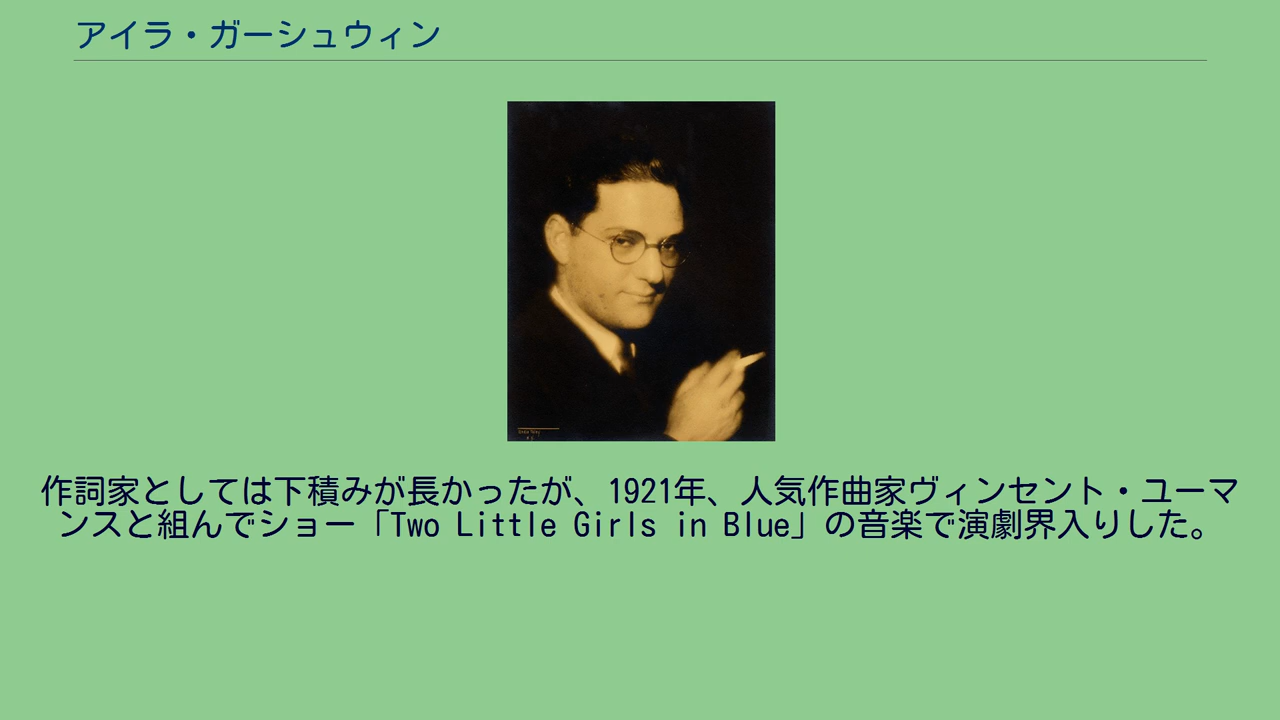 アイラ・ガーシュウィン
作詞家としては下積みが長かったが、1921年、人気作曲家ヴィンセント・ユーマ
ンスと組んでショー「Two Little Girls in Blue」の音楽で演劇界入りした。